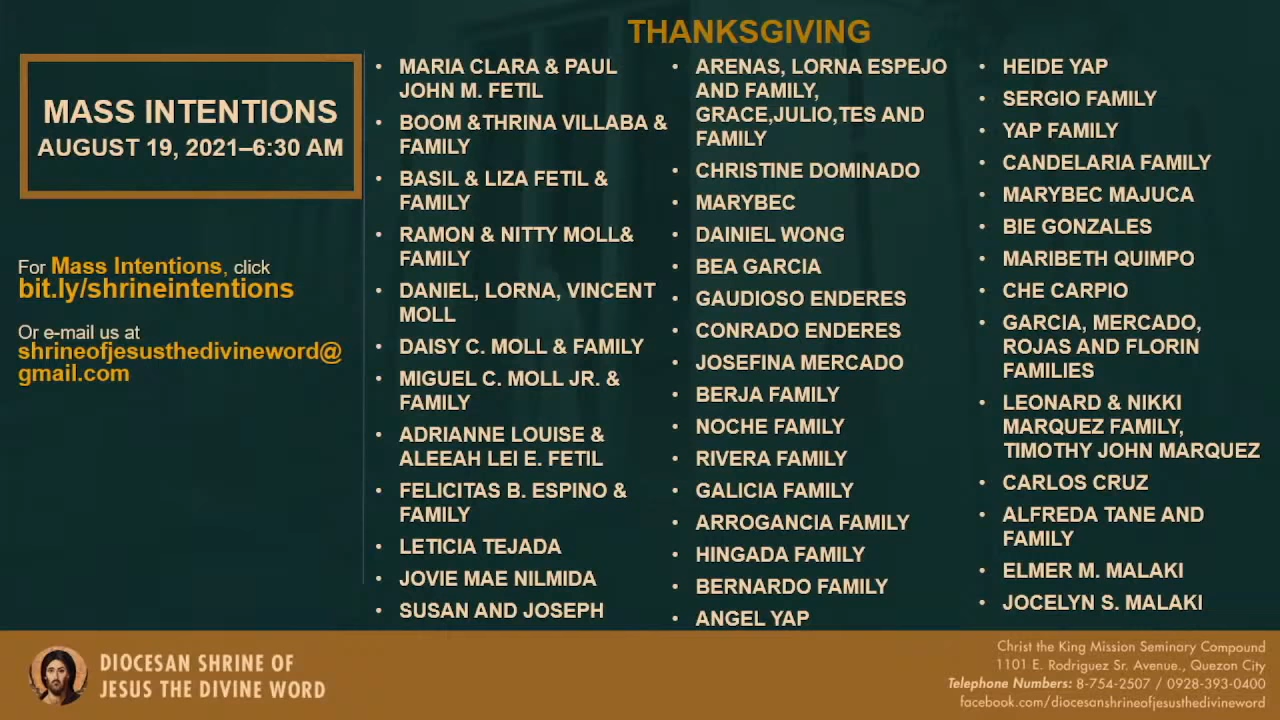 THANKSGIVING
MASS INTENTIONS
AUGUST 19, 2021–6:30 AM
For Mass Intentions, click
bit.ly/shrineintentions
Or e-mail us at
shrineofjesusthedivineword@
gmail.com
• MARIA CLARA & PAUL
JOHN M. FETIL
• BOOM &THRINA VILLABA &
FAMILY
• BASIL & LIZA FETIL &
FAMILY
• RAMON & NITTY MOLL&
FAMILY
• DANIEL, LORNA, VINCENT
MOLL
• DAISY C. MOLL & FAMILY
• MIGUEL C. MOLL JR. &
FAMILY
• ADRIANNE LOUISE &
ALEEAH LEI E. FETIL
• FELICITAS B. ESPINO &
FAMILY
• LETICIA TEJADA
• JOVIE MAE NILMIDA
• SUSAN AND JOSEPH
• ARENAS, LORNA ESPEJO
AND FAMILY,
GRACE,JULIO,TES AND
FAMILY
• CHRISTINE DOMINADO
• MARYBEC
• DAINIEL WONG
• BEA GARCIA
• GAUDIOSO ENDERES
• CONRADO ENDERES
• JOSEFINA MERCADO
• BERJA FAMILY
• NOCHE FAMILY
• RIVERA FAMILY
• GALICIA FAMILY
• ARROGANCIA FAMILY
• HINGADA FAMILY
• BERNARDO FAMILY
• ANGEL YAP
• HEIDE YAP
• SERGIO FAMILY
• YAP FAMILY
• CANDELARIA FAMILY
• MARYBEC MAJUCA
• BIE GONZALES
• MARIBETH QUIMPO
• CHE CARPIO
• GARCIA, MERCADO,
ROJAS AND FLORIN
FAMILIES
• LEONARD & NIKKI
MARQUEZ FAMILY,
TIMOTHY JOHN MARQUEZ
• CARLOS CRUZ
• ALFREDA TANE AND
FAMILY
• ELMER M. MALAKI
• JOCELYN S. MALAKI
DIOCESAN SHRINE OF
JESUS THE DIVINE WORD
Christ the King Mission Seminary Compound
1101 E. Rodriguez Sr. Avenue., Quezon City
Telephone Numbers: 8-754-2507 / 0928-393-0400
facebook.com/diocesanshrineofjesusthedivineword